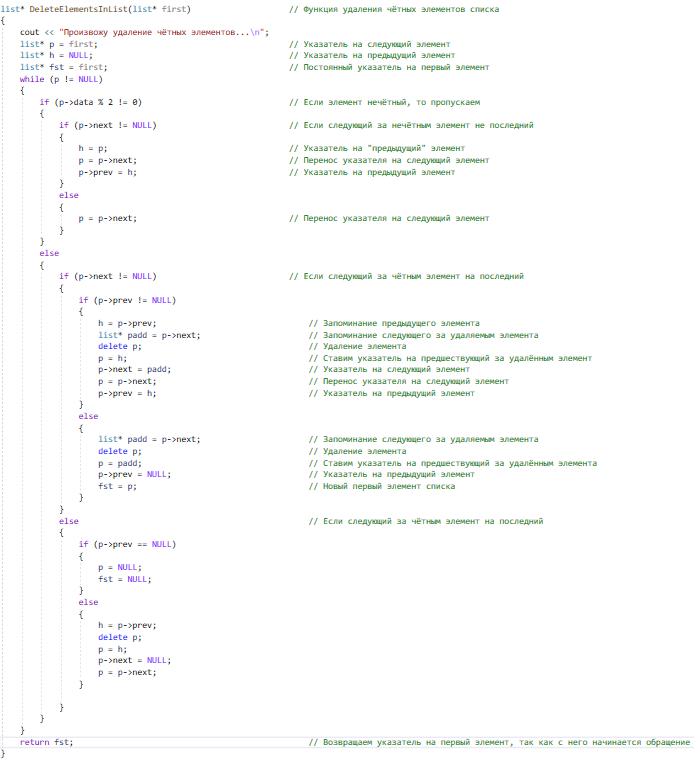 list* DeleteElementsInList(list* first) // Функция удаления чётных элементов списка
{
cout << "Произвожу удаление чётных элементов...\n";
list* p = first; // Указатель на следующий элемент
list* h = NULL; // Указатель на предыдущий элемент
list* fst = first; // Постоянный указатель на первый элемент
while (p != NULL)
{
if (p->data % 2 != 0) // Если элемент нечётный, то пропускаем
{
if (p->next != NULL) // Если следующий за нечётным элемент не последний
{
h = p; // Указатель на "предыдущий" элемент
p = p->next; // Перенос указателя на следующий элемент
p->prev = h; // Указатель на предыдущий элемент
}
else
{
p = p->next; // Перенос указателя на следующий элемент
}
}
else
{
if (p->next != NULL) // Если следующий за чётным элемент на последний
{
if (p->prev != NULL)
{
h = p->prev; // Запоминание предыдущего элемента
list* padd = p->next; // Запоминание следующего за удаляемым элемента
delete p; // Удаление элемента
p = h; // Ставим указатель на предшествующий за удалённым элемент
p->next = padd; // Указатель на следующий элемент
p = p->next; // Перенос указателя на следующий элемент
p->prev = h; // Указатель на предыдущий элемент
}
else
{
list* padd = p->next; // Запоминание следующего за удаляемым элемента
delete p; // Удаление элемента
p = padd; // Ставим указатель на предшествующий за удалённым элемента
p->prev = NULL; // Указатель на предыдущий элемент
fst = p; // Новый первый элемент списка
}
}
else // Если следующий за чётным элемент на последний
{
if (p->prev == NULL)
{
p = NULL;
fst = NULL;
}
else
{
h = p->prev;
delete p;
p = h;
p->next = NULL;
p = p->next;
}
}
}
}
return fst; // Возвращаем указатель на первый элемент, так как с него начинается обращение
}